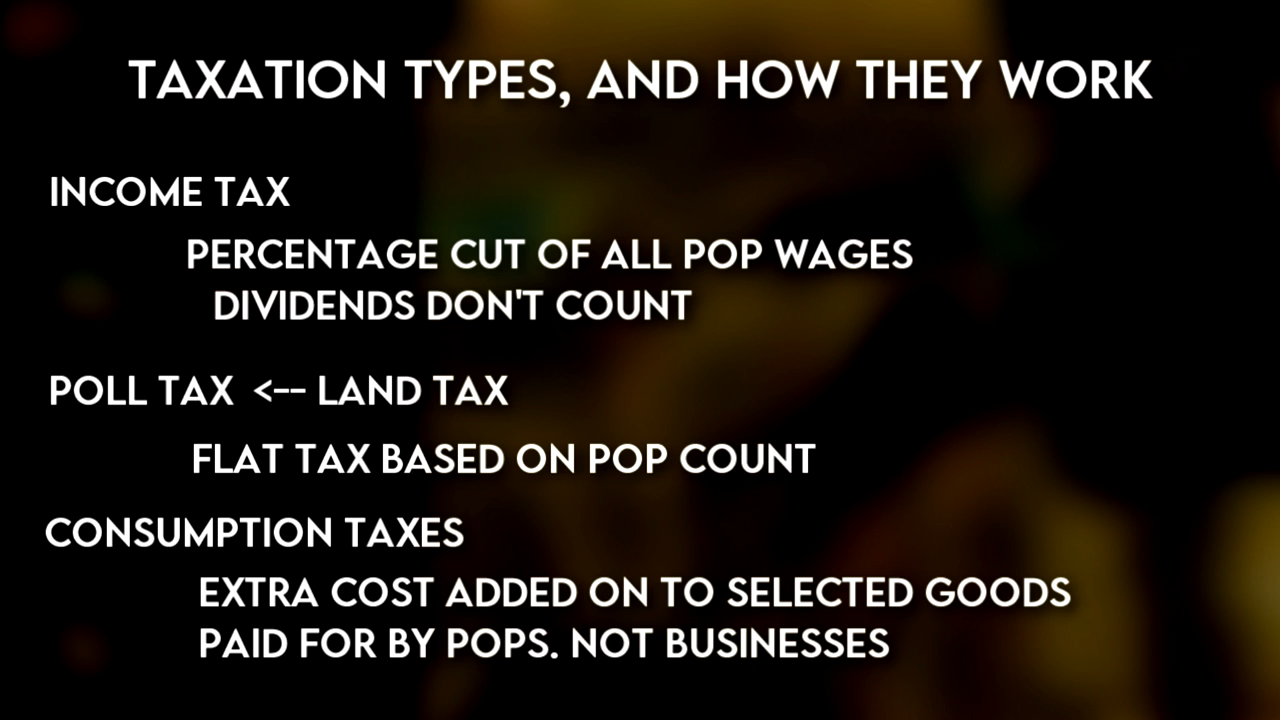 TAXATION TYPES, AND HOW THEY WORK
INCOME TAX
PERCENTAGE CUT OF ALL POP WAGES
DIVIDENDS DON'T COUNT
POLL TAX <-- LAND TAX
FLAT TAX BASED ON POP COUNT
CONSUMPTION TAXES
EXTRA COST ADDED ON TO SELECTED GOODS
PAID FOR BY POPS. NOT BUSINESSES